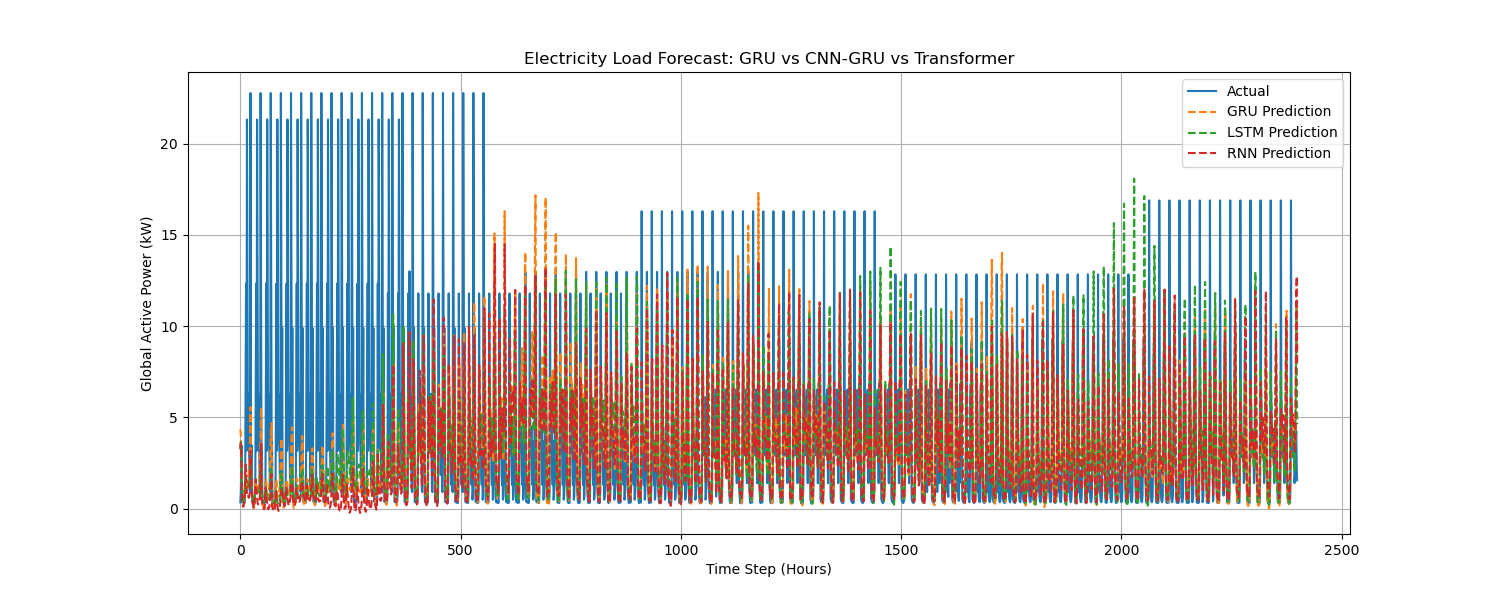 Electricity Load Forecast: GRU vs CNN-GRU vs Transformer
Actual
GRU Prediction
LSTM Prediction
RNN Prediction
Global Active Power (kW)
20
15
10
5
0
0 500 1000 1500 2000 2500
Time Step (Hours)